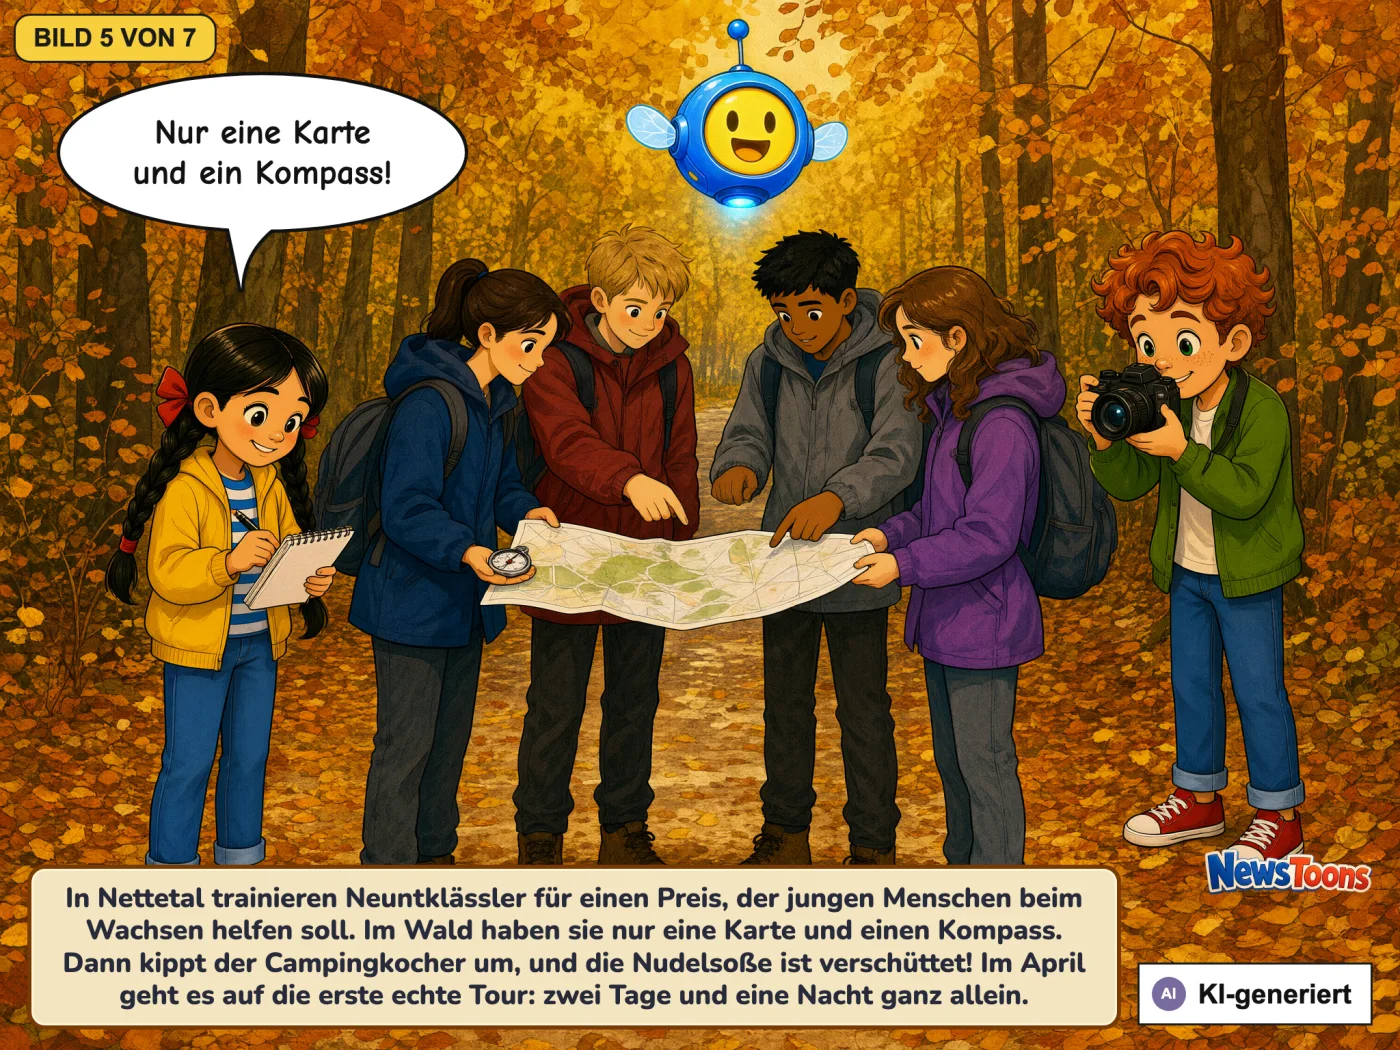 BILD 5 VON 7
Nur eine Karte
und ein Kompass!
In Nettetal trainieren Neuntklässler für einen Preis, der jungen Menschen beim
Wachsen helfen soll. Im Wald haben sie nur eine Karte und einen Kompass.
Dann kippt der Campingkocher um, und die Nudelsoße ist verschüttet! Im April
geht es auf die erste echte Tour: zwei Tage und eine Nacht ganz allein.
NewsToons
AI KI-generiert